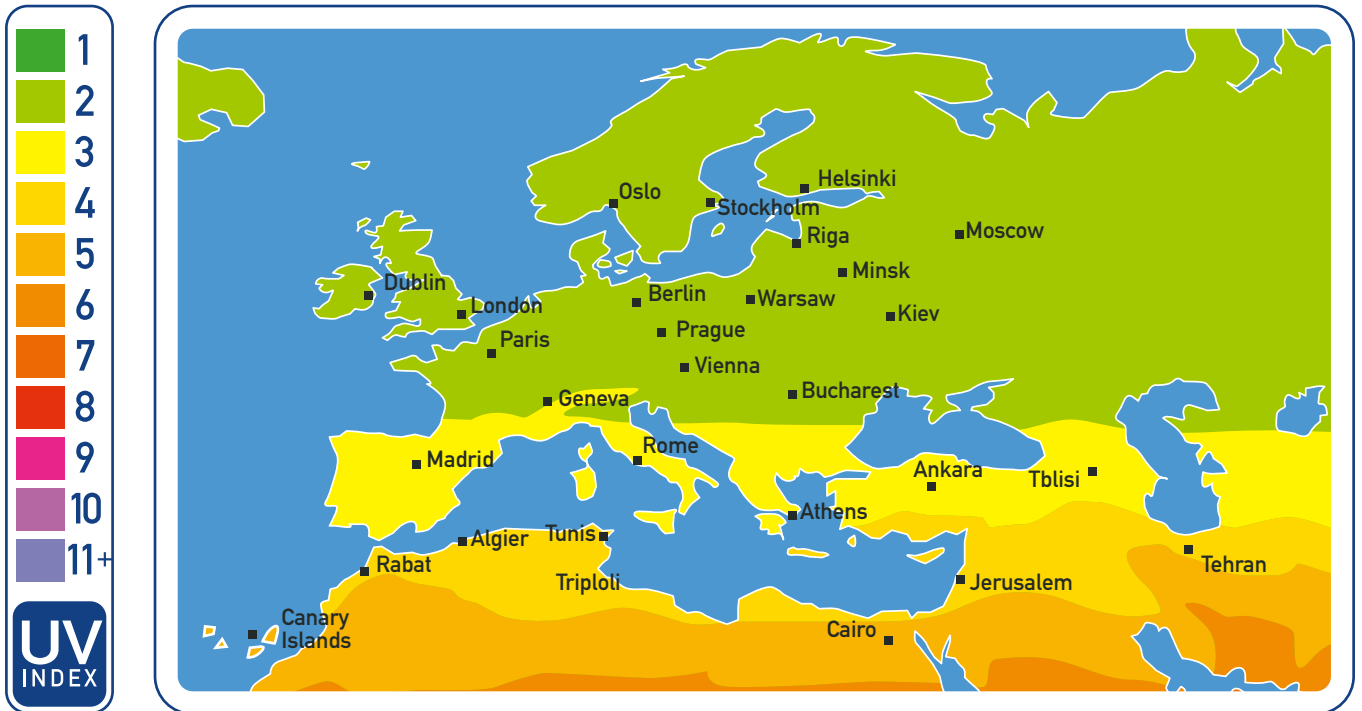 1
2
3
4
5
6
7
8
9
10
11+
UV
INDEX
Oslo
Helsinki
Stockholm
Riga
Moscow
Minsk
Dublin
London
Berlin
Warsaw
Kiev
Paris
Prague
Vienna
Geneva
Bucharest
Madrid
Rome
Ankara
Tblisi
Athens
Algier
Tunis
Rabat
Triploli
Jerusalem
Tehran
Canary
Islands
Cairo